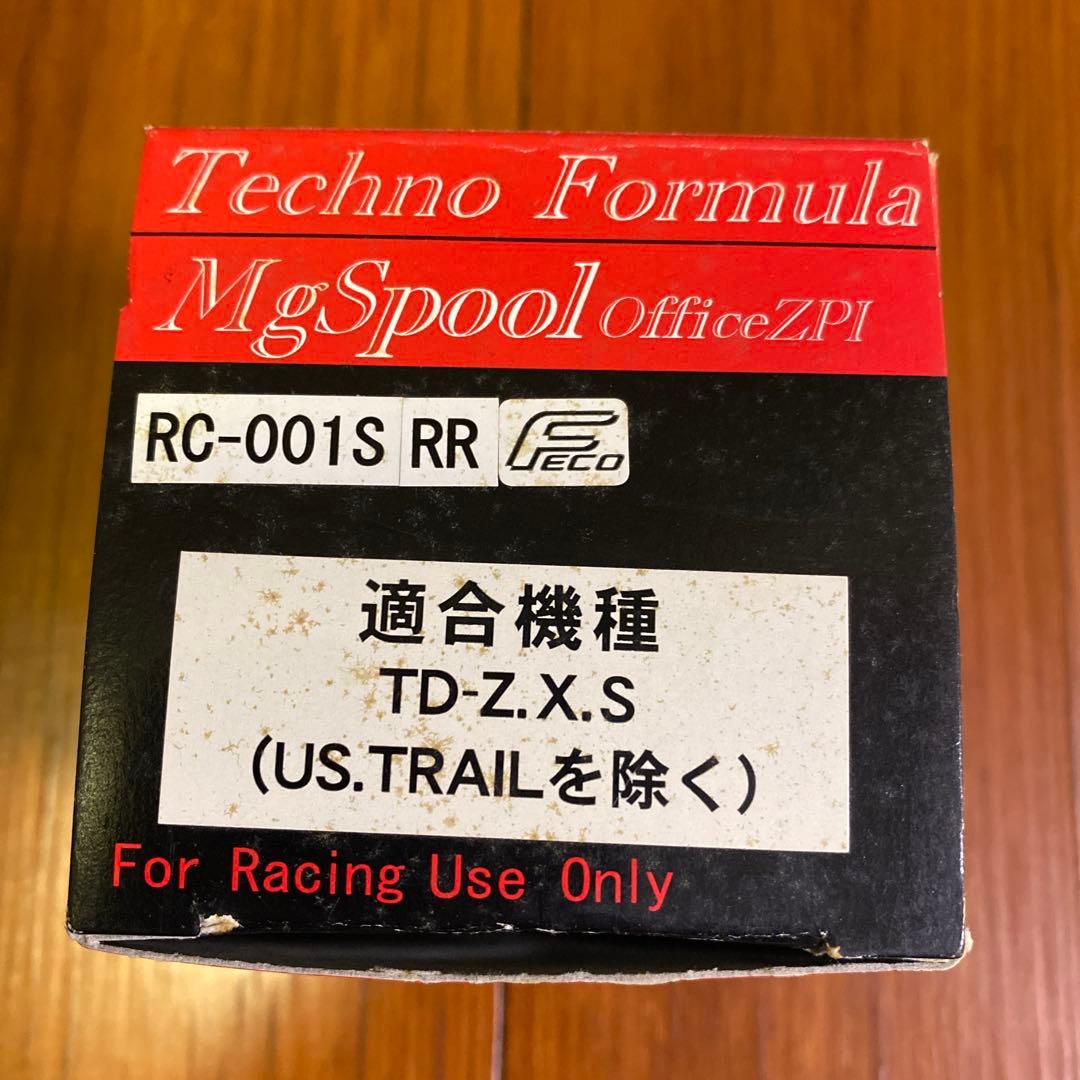 Techno Formula
MgSpool OfficeZPI
RC-001S RR FECO
適合機種
TD-Z.X.S
(US.TRAILを除く)
For Racing Use Only